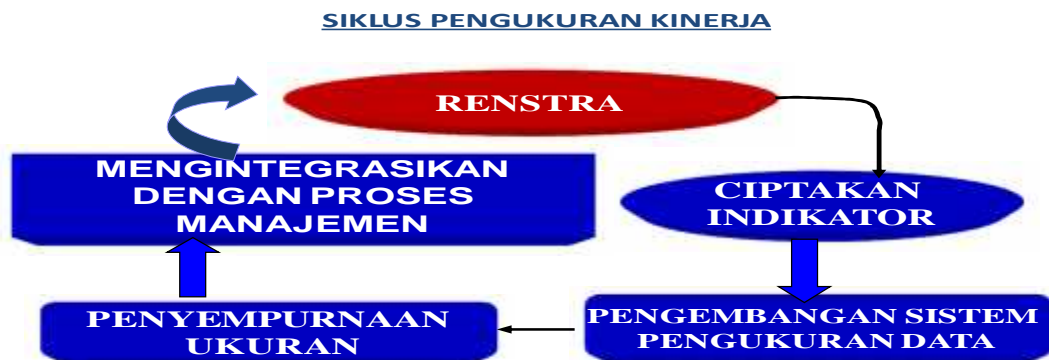 SIKLUS PENGUKURAN KINERJA
RENSTRA
CIPTAKAN
INDIKATOR
PENGEMBANGAN SISTEM
PENGUKURAN DATA
PENYEMPURNAAN
UKURAN
MENGINTEGRASIKAN
DENGAN PROSES
MANAJEMEN